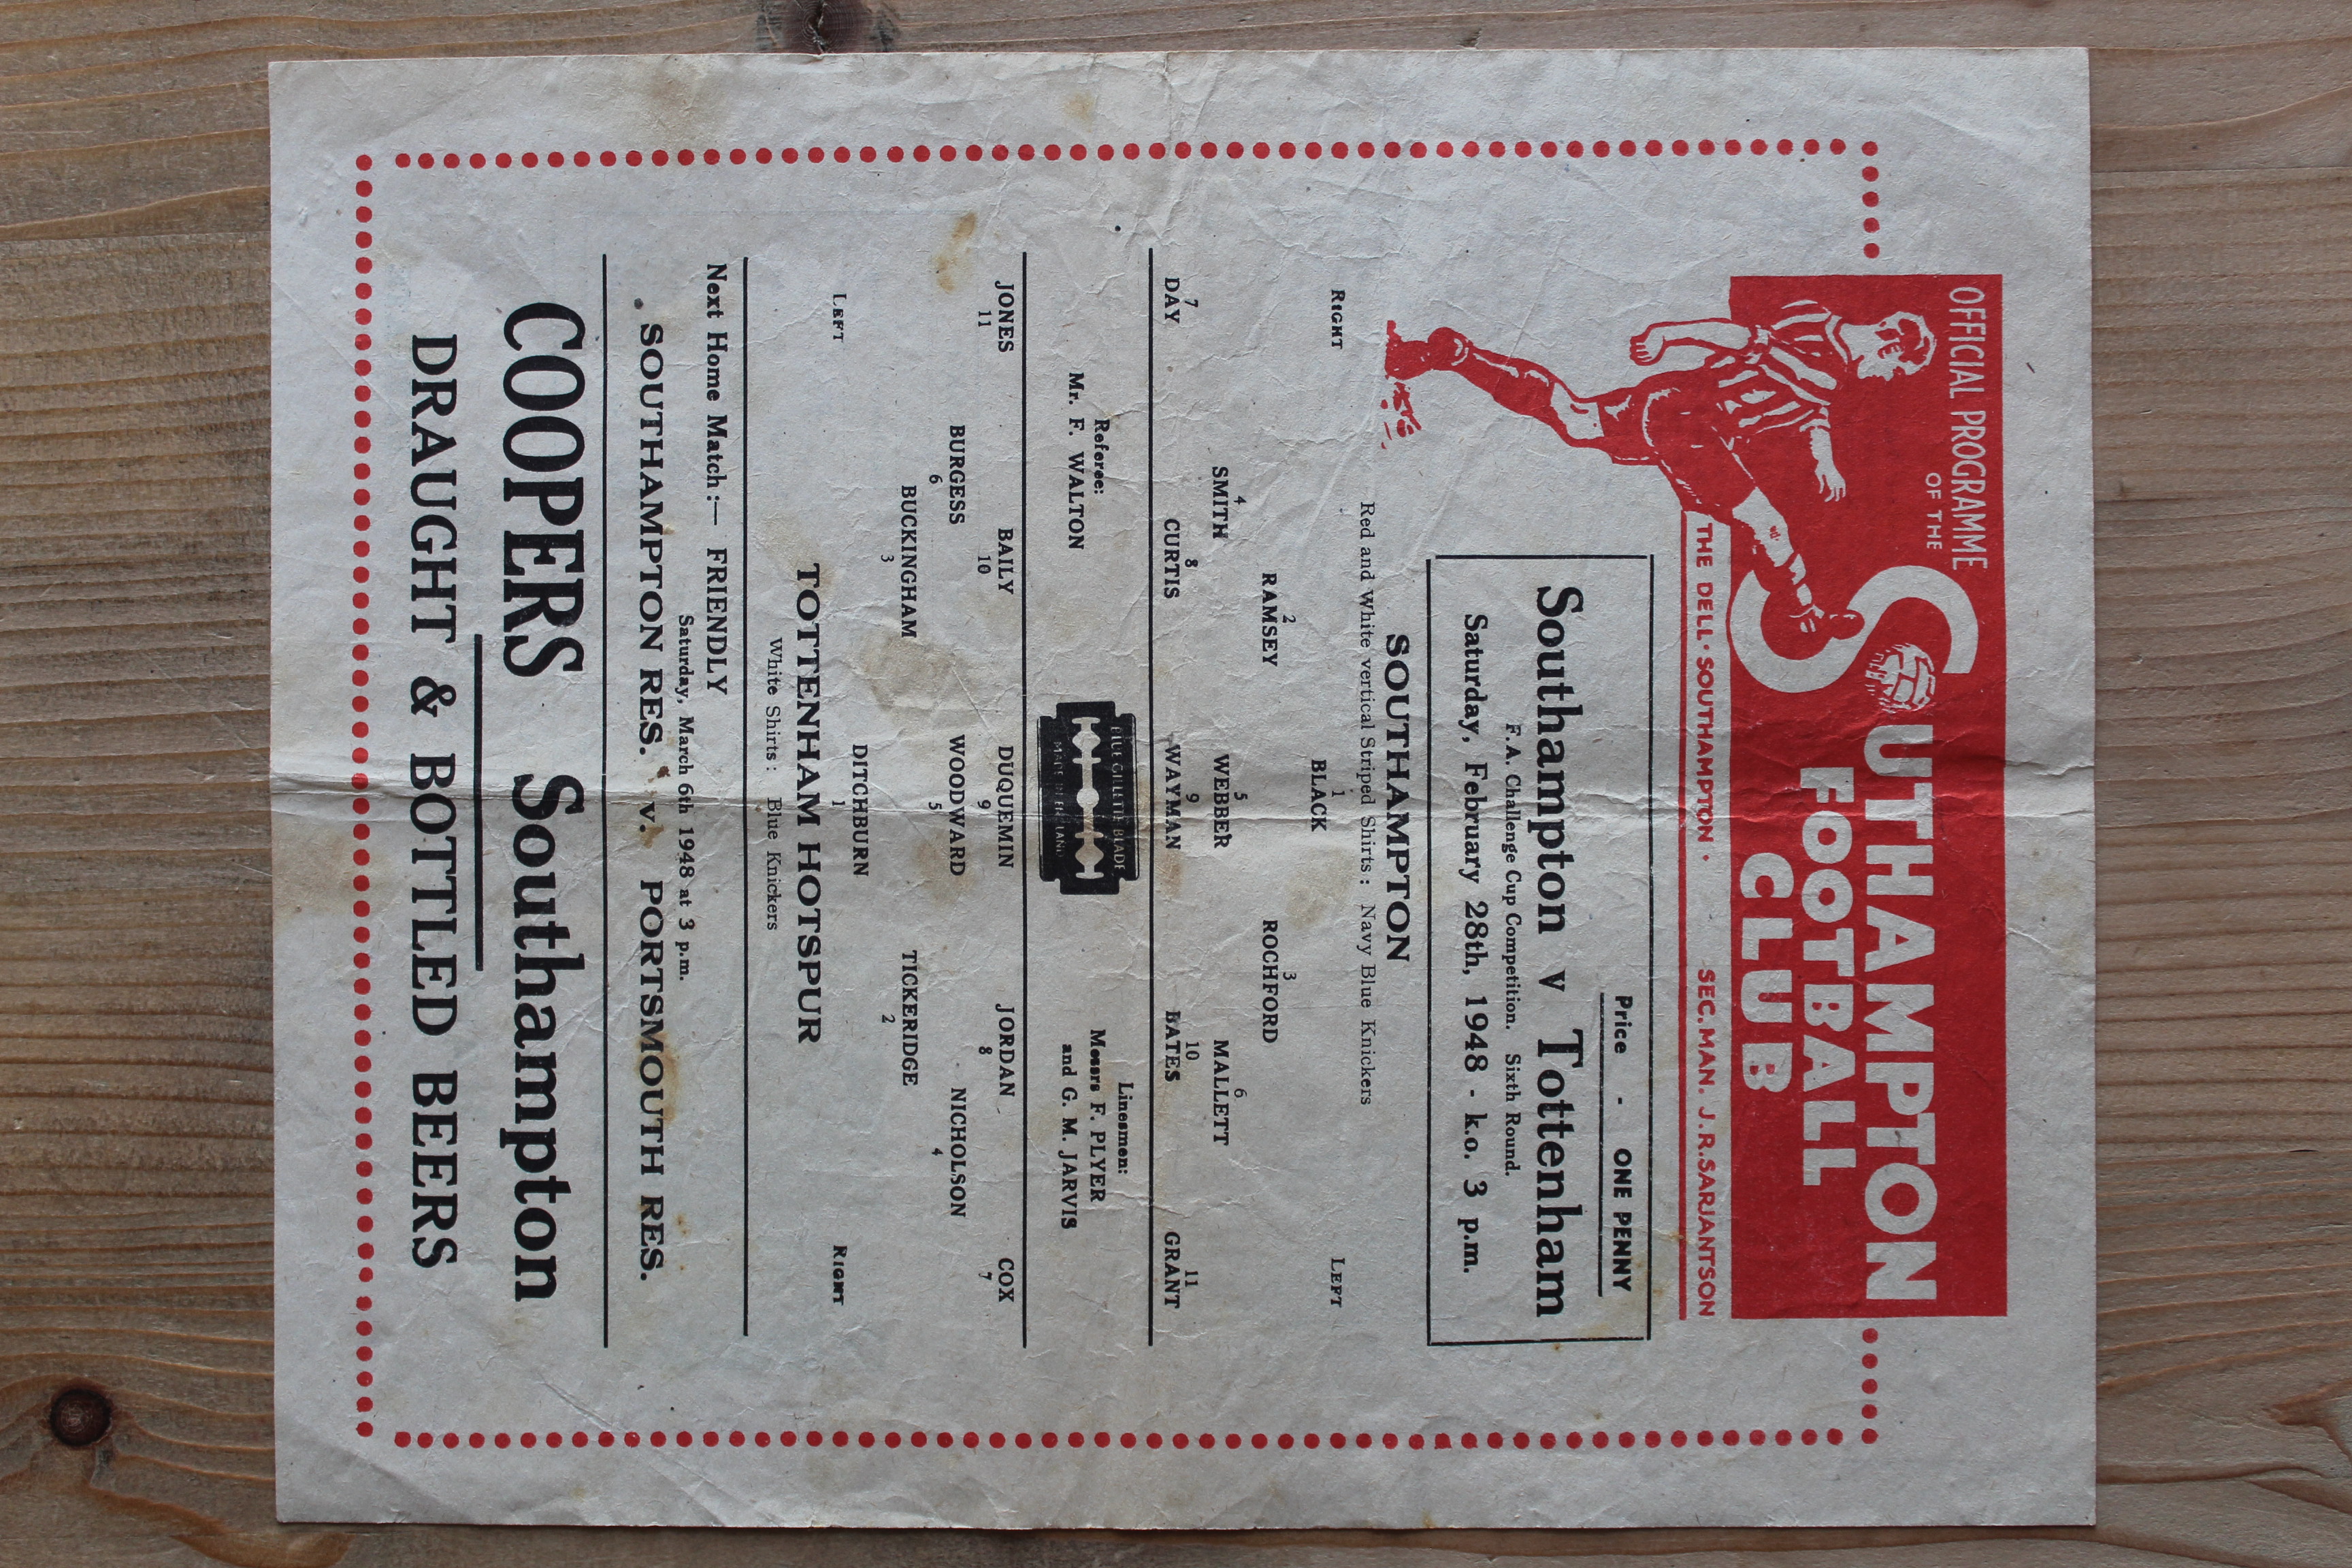 OFFICIAL PROGRAMME
OF THE
SOUTHAMPTON
FOOTBALL
CLUB
THE DELL · SOUTHAMPTON · SEC. MAN. J.R. SARJANTSON
Price - ONE PENNY
Southampton v Tottenham
F.A. Challenge Cup Competition. Sixth Round.
Saturday, February 28th, 1948 - k.o. 3 p.m.
SOUTHAMPTON
Red and White vertical Striped Shirts : Navy Blue Knickers
RIGHT LEFT
1
BLACK
2 3
RAMSEY ROCHFORD
4 5 6
SMITH WEBBER MALLETT
7 8 9 10 11
DAY CURTIS WAYMAN BATES GRANT
Referee:
Mr. F. WALTON
BLUE GILLETTE BLADE
MADE IN ENGLAND
Linesmen:
Messrs F. PLYER
and G. M. JARVIS
JONES BAILY DUQUEMIN JORDAN COX
11 10 9 8 7
BURGESS WOODWARD NICHOLSON
6 5 4
BUCKINGHAM TICKERIDGE
3 2
DITCHBURN
1
LEFT RIGHT
TOTTENHAM HOTSPUR
White Shirts : Blue Knickers
Next Home Match :— FRIENDLY
Saturday, March 6th 1948 at 3 p.m.
SOUTHAMPTON RES. v. PORTSMOUTH RES.
COOPERS Southampton
DRAUGHT & BOTTLED BEERS